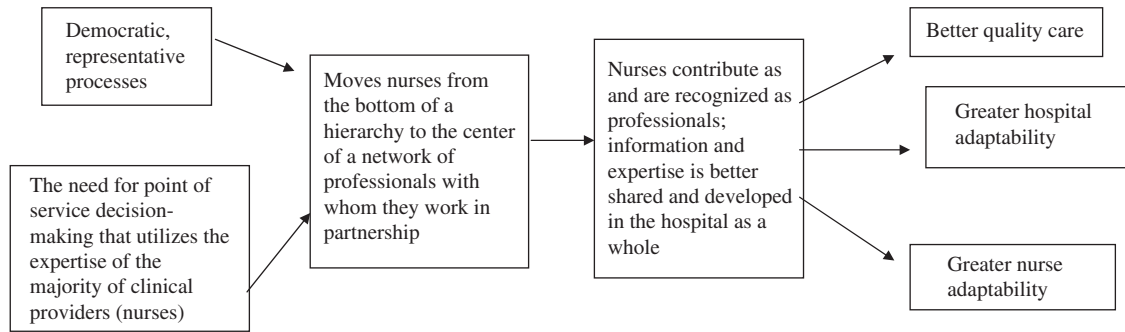 Democratic,
representative
processes
The need for point of
service decision-
making that utilizes the
expertise of the
majority of clinical
providers (nurses)
Moves nurses from
the bottom of a
hierarchy to the center
of a network of
professionals with
whom they work in
partnership
Nurses contribute as
and are recognized as
professionals;
information and
expertise is better
shared and developed
in the hospital as a
whole
Better quality care
Greater hospital
adaptability
Greater nurse
adaptability